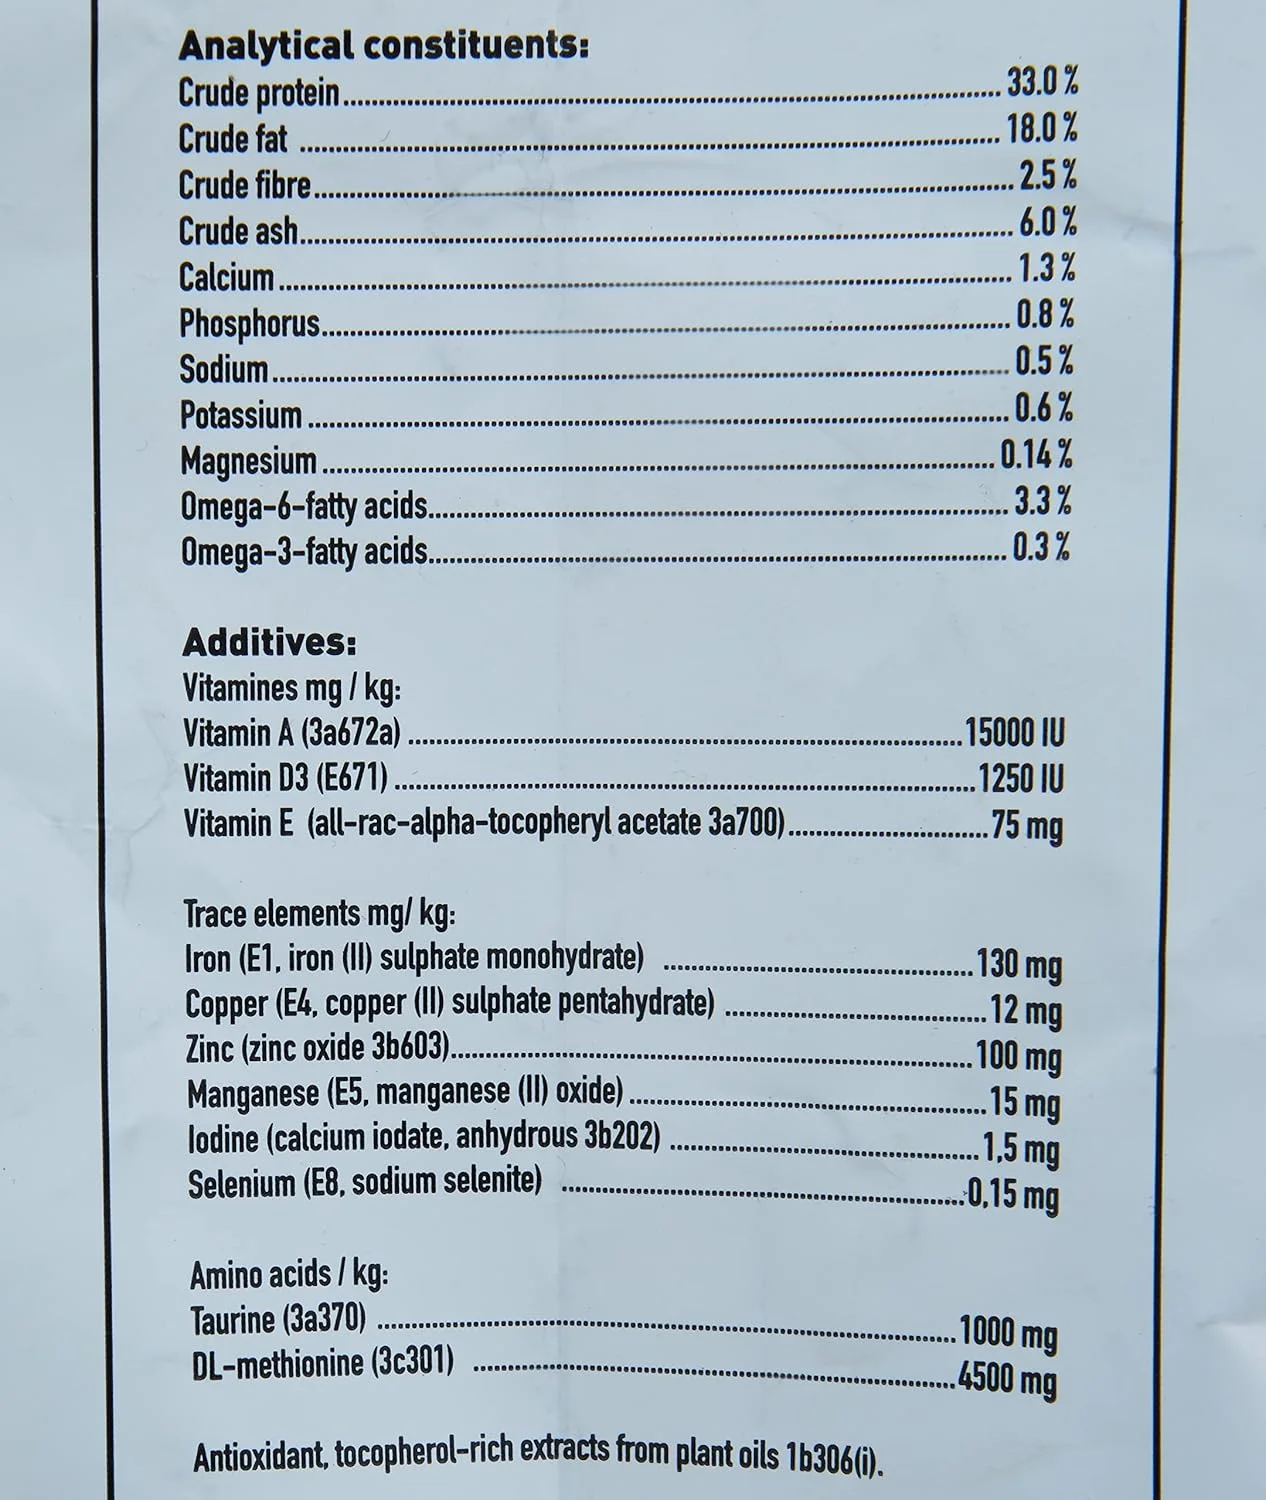 Analytical constituents:
Crude protein ........ 33.0 %
Crude fat ........ 18.0 %
Crude fibre ........ 2.5 %
Crude ash ........ 6.0 %
Calcium ........ 1.3 %
Phosphorus ........ 0.8 %
Sodium ........ 0.5 %
Potassium ........ 0.6 %
Magnesium ........ 0.14 %
Omega-6-fatty acids ........ 3.3 %
Omega-3-fatty acids ........ 0.3 %
Additives:
Vitamines mg / kg:
Vitamin A (3a672a) ........ 15000 IU
Vitamin D3 (E671) ........ 1250 IU
Vitamin E (all-rac-alpha-tocopheryl acetate 3a700) ........ 75 mg
Trace elements mg/ kg:
Iron (E1, iron (II) sulphate monohydrate) ........ 130 mg
Copper (E4, copper (II) sulphate pentahydrate) ........ 12 mg
Zinc (zinc oxide 3b603) ........ 100 mg
Manganese (E5, manganese (II) oxide) ........ 15 mg
Iodine (calcium iodate, anhydrous 3b202) ........ 1,5 mg
Selenium (E8, sodium selenite) ........ 0,15 mg
Amino acids / kg:
Taurine (3a370) ........ 1000 mg
DL-methionine (3c301) ........ 4500 mg
Antioxidant, tocopherol-rich extracts from plant oils 1b306(i).